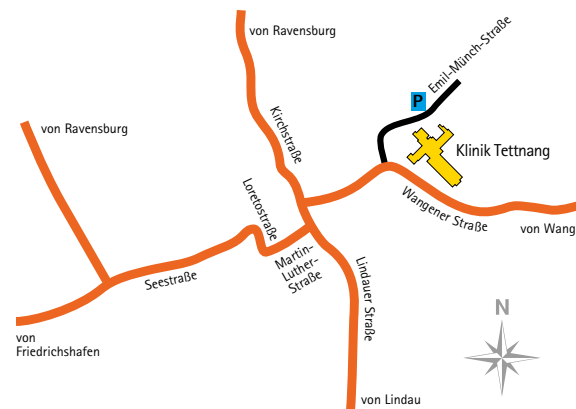 von Ravensburg
Emil-Münch-Straße
P
Kirchstraße
von Ravensburg
Klinik Tettnang
Loretostraße
Wangener Straße
von Wang
Martin-
Luther-
Straße
Seestraße
Lindauer Straße
N
von
Friedrichshafen
von Lindau